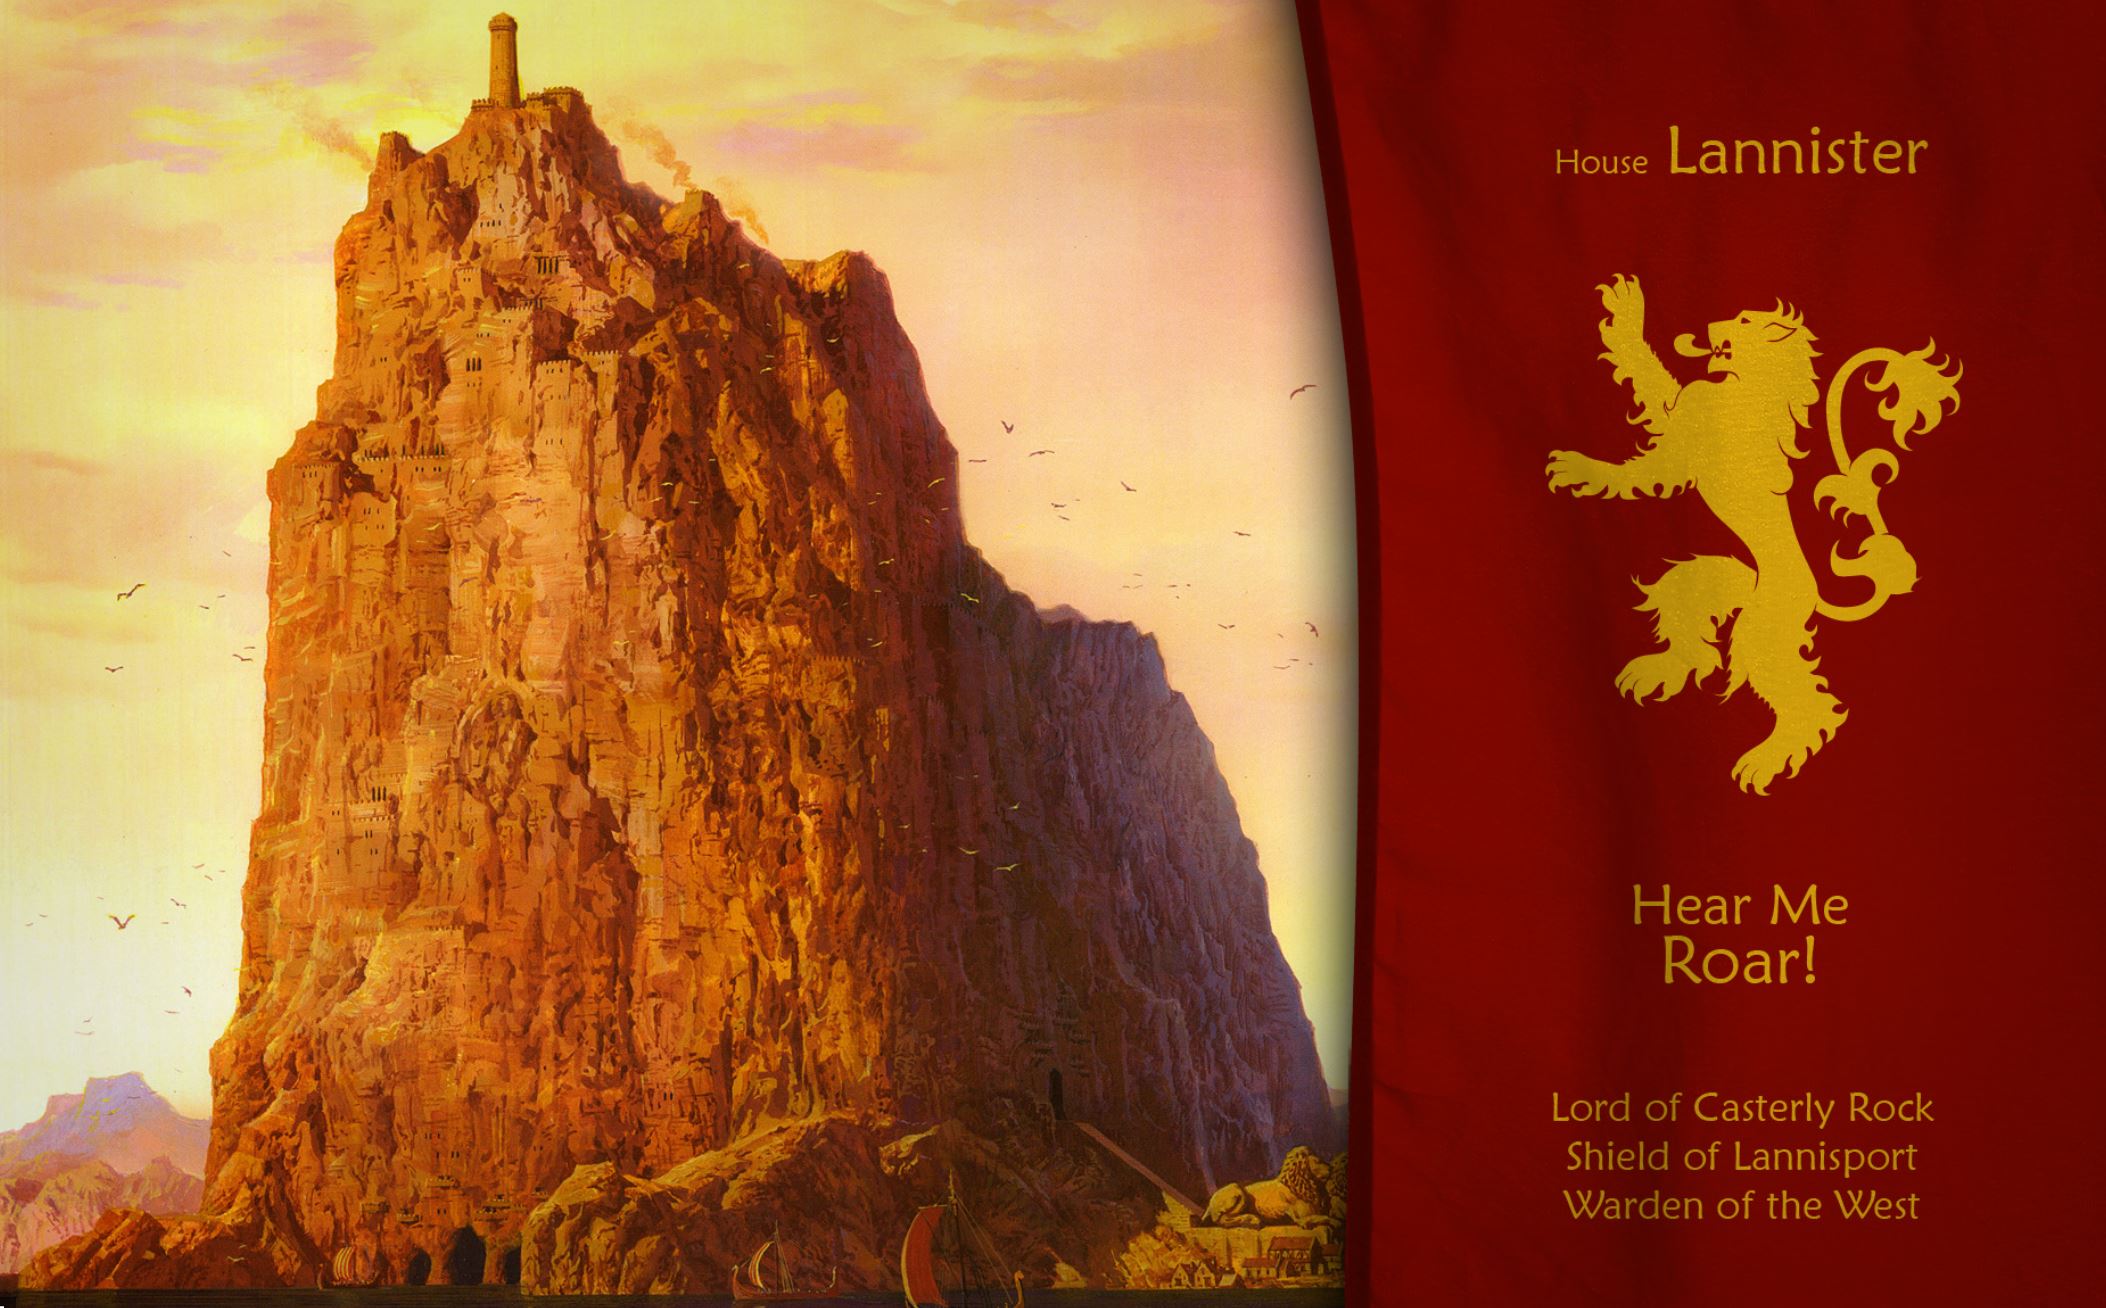 House Lannister
Hear Me
Roar!
Lord of Casterly Rock
Shield of Lannisport
Warden of the West